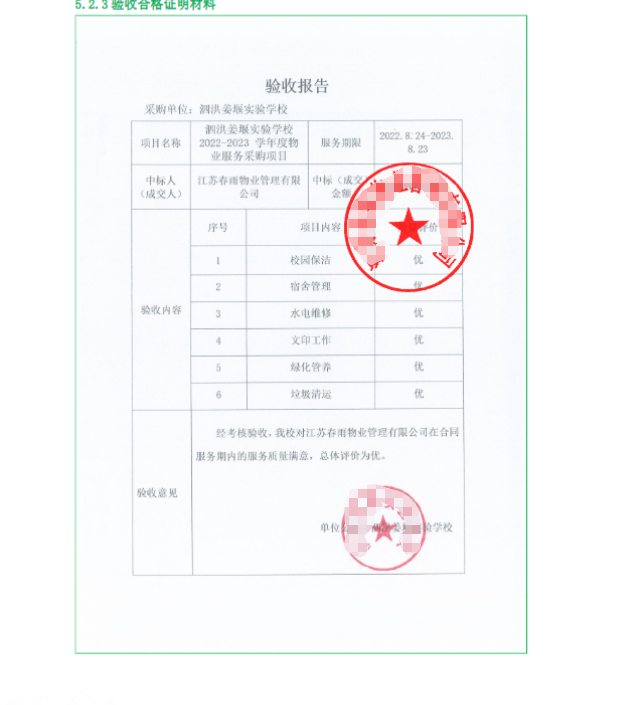 5.2.3验收合格证明材料
验收报告
采购单位：泗洪姜堰实验学校
项目名称
泗洪姜堰实验学校
2022-2023 学年度物
业服务采购项目
服务期限
2022.8.24-2023.
8.23
中标人
（成交人）
江苏春雨物业管理有限
公司
中标（成交
金额
验收内容
序号 项目内容 评价
1 校园保洁 优
2 宿舍管理 优
3 水电维修 优
4 文印工作 优
5 绿化管养 优
6 垃圾清运 优
验收意见
经考核验收，我校对江苏春雨物业管理有限公司在合同
服务期内的服务质量满意，总体评价为优。
单位 泗洪姜堰实验学校